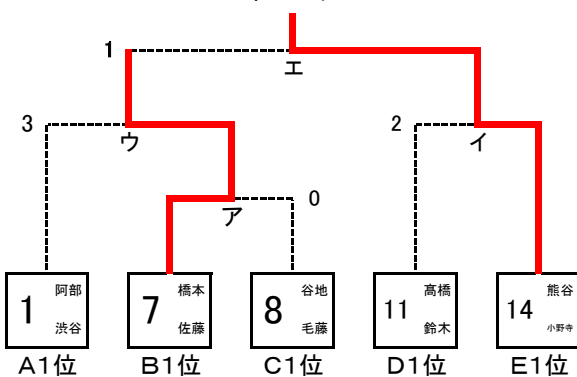 1
エ
3
ウ
2
イ
ア
0
1 阿部 渋谷
7 橋本 佐藤
8 谷地 毛藤
11 髙橋 鈴木
14 熊谷 小野寺
A1位 B1位 C1位 D1位 E1位